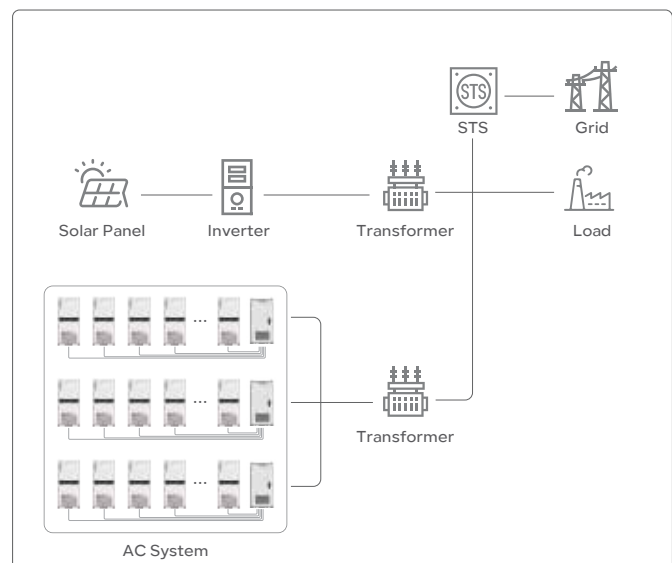 STS
STS
Grid
Solar Panel
Inverter
Transformer
Load
...
...
...
Transformer
AC System